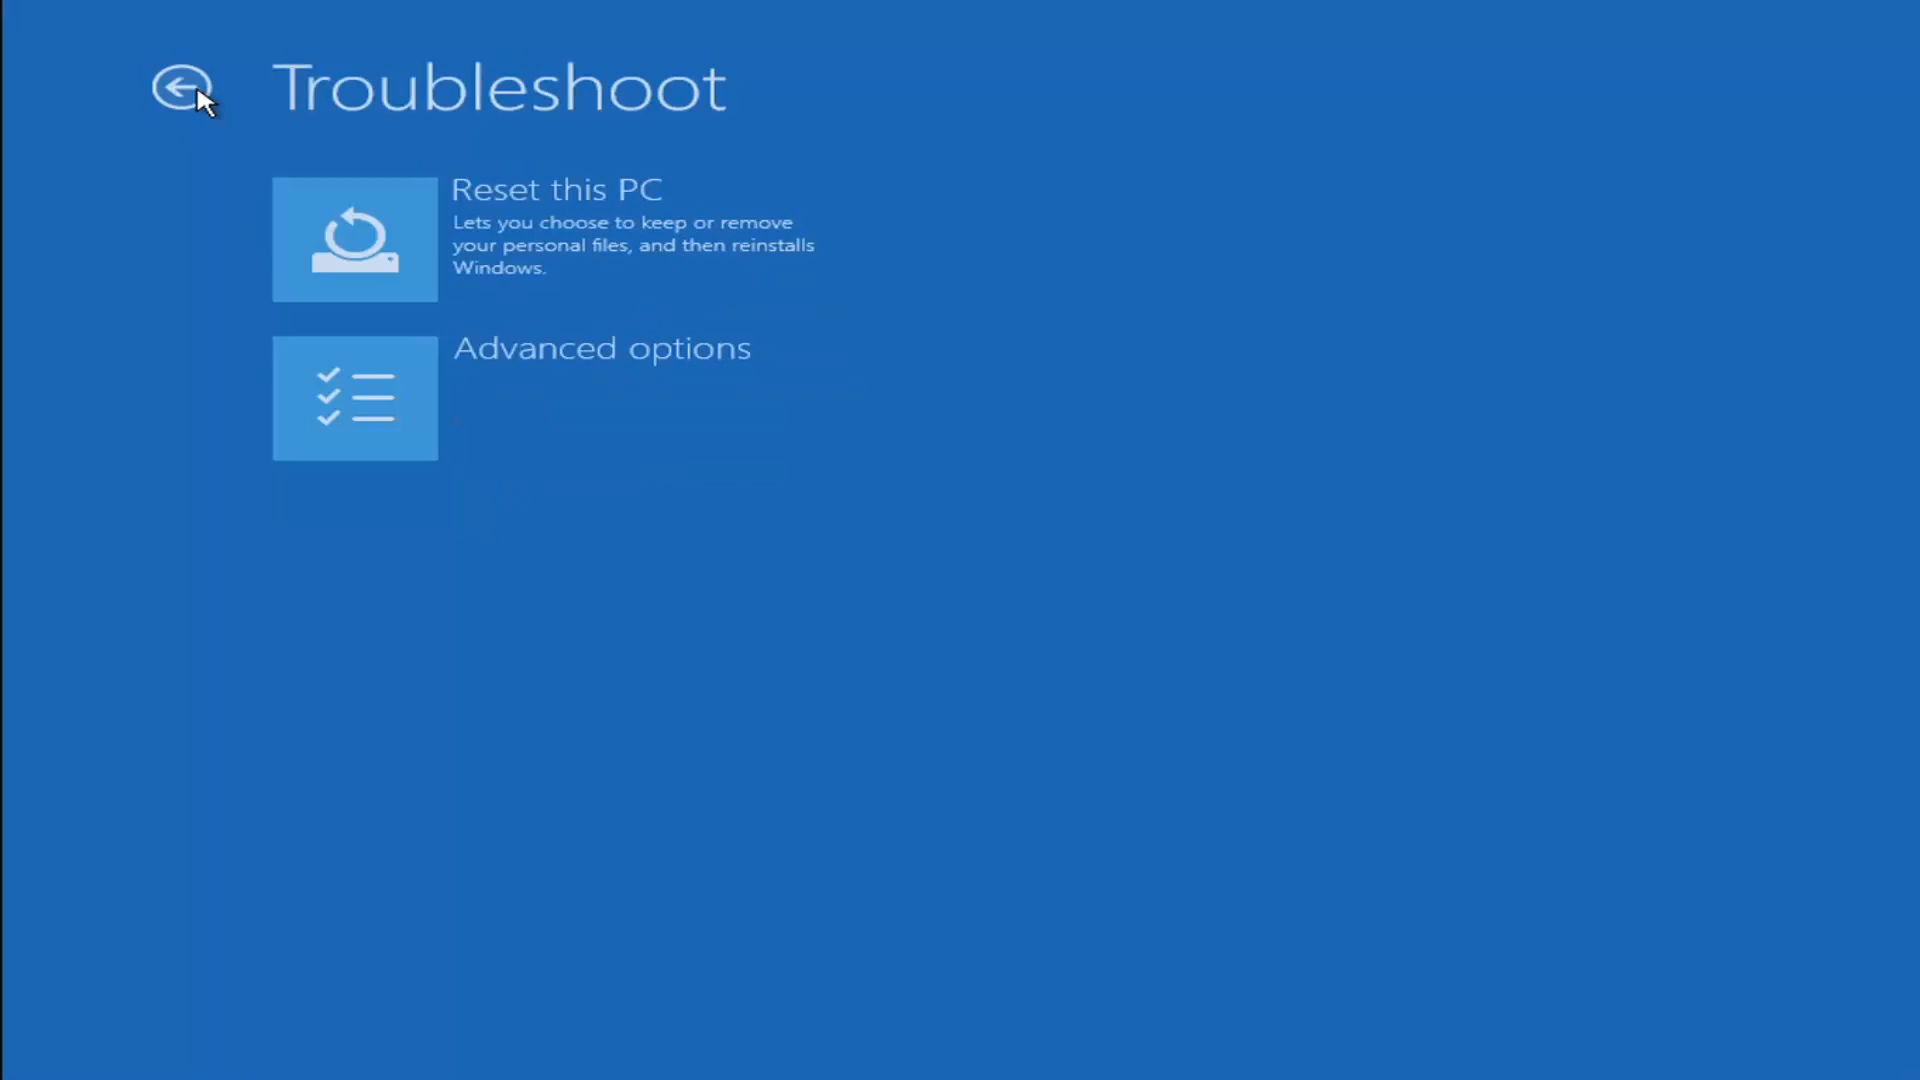 Troubleshoot
Reset this PC
Lets you choose to keep or remove
your personal files, and then reinstalls
Windows.
Advanced options